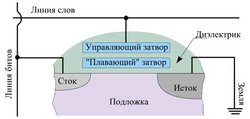 Линия слов
Управляющий затвор
Диэлектрик
"Плавающий" затвор
Линия битов
Сток
Исток
Земля
Подложка